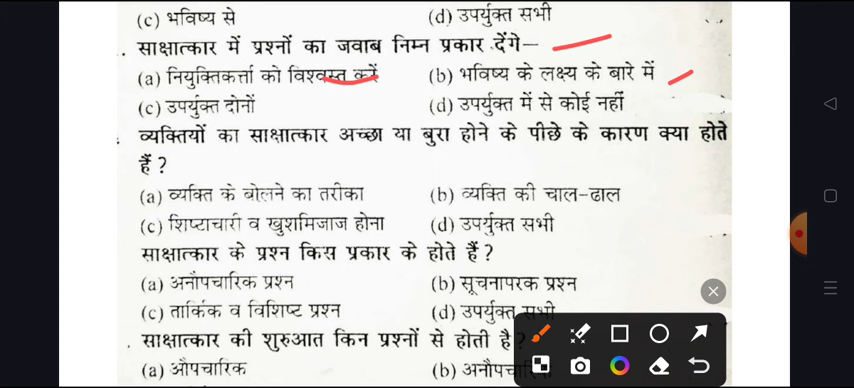 (c) भविष्य से (d) उपर्युक्त सभी
. साक्षात्कार में प्रश्नों का जवाब निम्न प्रकार देंगे—
(a) नियुक्तिकर्त्ता को विश्वस्त करें (b) भविष्य के लक्ष्य के बारे में
(c) उपर्युक्त दोनों (d) उपर्युक्त में से कोई नहीं
व्यक्तियों का साक्षात्कार अच्छा या बुरा होने के पीछे के कारण क्या होते
हैं ?
(a) व्यक्ति के बोलने का तरीका (b) व्यक्ति की चाल-ढाल
(c) शिष्टाचारी व खुशमिजाज होना (d) उपर्युक्त सभी
साक्षात्कार के प्रश्न किस प्रकार के होते हैं ?
(a) अनौपचारिक प्रश्न (b) सूचनापरक प्रश्न
(c) तार्किक व विशिष्ट प्रश्न (d) उपर्युक्त सभी
. साक्षात्कार की शुरुआत किन प्रश्नों से होती है ?
(a) औपचारिक (b)